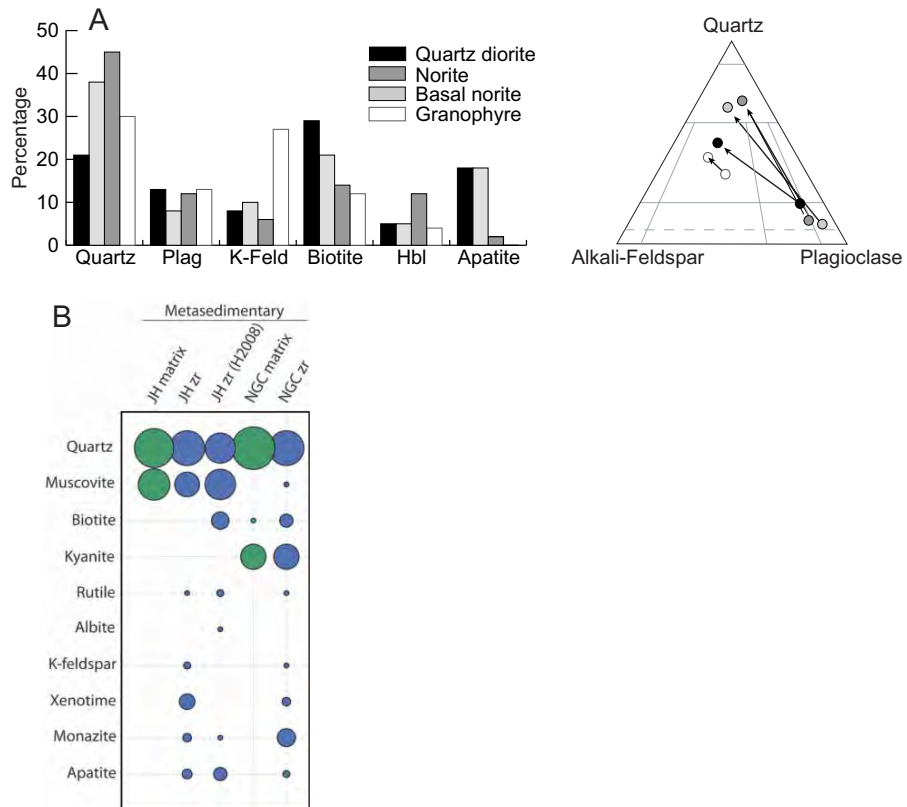 A
Percentage
50
40
30
20
10
0
Quartz Plag K-Feld Biotite Hbl Apatite
Quartz diorite
Norite
Basal norite
Granophyre
Quartz
Alkali-Feldspar Plagioclase
B
Metasedimentary
JH matrix
JH zr
JH zr (H2008)
NGC matrix
NGC zr
Quartz
Muscovite
Biotite
Kyanite
Rutile
Albite
K-feldspar
Xenotime
Monazite
Apatite